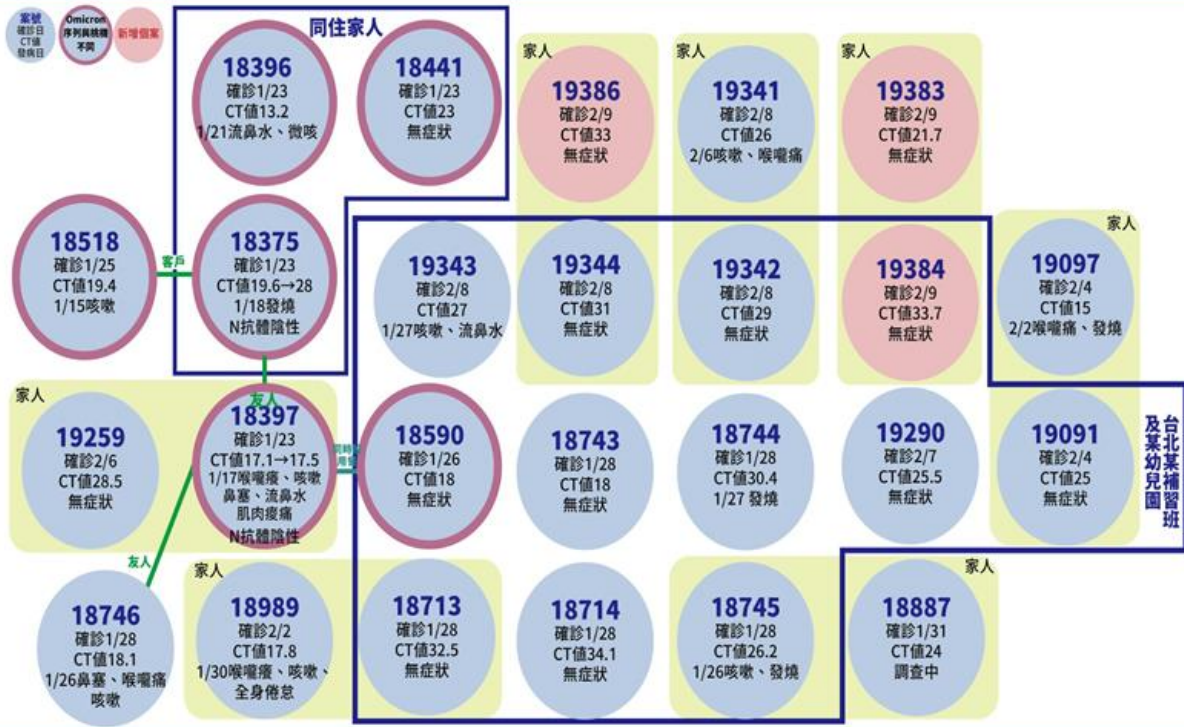 案號
確診日
CT值
發病日
Omicron
序列與桃機
不同
新增個案
同住家人
18396
確診1/23
CT值13.2
1/21流鼻水、微咳
18441
確診1/23
CT值23
無症狀
家人
19386
確診2/9
CT值33
無症狀
家人
19341
確診2/8
CT值26
2/6咳嗽、喉嚨痛
家人
19383
確診2/9
CT值21.7
無症狀
18518
確診1/25
CT值19.4
1/15咳嗽
客戶
18375
確診1/23
CT值19.6→28
1/18發燒
N抗體陰性
19343
確診2/8
CT值27
1/27咳嗽、流鼻水
19344
確診2/8
CT值31
無症狀
19342
確診2/8
CT值29
無症狀
19384
確診2/9
CT值33.7
無症狀
家人
19097
確診2/4
CT值15
2/2喉嚨痛、發燒
友人
家人
19259
確診2/6
CT值28.5
無症狀
18397
確診1/23
CT值17.1→17.5
1/17喉嚨癢、咳嗽
鼻塞、流鼻水
肌肉痠痛
N抗體陰性
18590
確診1/26
CT值18
無症狀
18743
確診1/28
CT值18
無症狀
18744
確診1/28
CT值30.4
1/27 發燒
19290
確診2/7
CT值25.5
無症狀
19091
確診2/4
CT值25
無症狀
台北某補習班
及某幼兒園
友人
18746
確診1/28
CT值18.1
1/26鼻塞、喉嚨痛
咳嗽
家人
18989
確診2/2
CT值17.8
1/30喉嚨癢、咳嗽、
全身倦怠
18713
確診1/28
CT值32.5
無症狀
18714
確診1/28
CT值34.1
無症狀
18745
確診1/28
CT值26.2
1/26咳嗽、發燒
家人
18887
確診1/31
CT值24
調查中